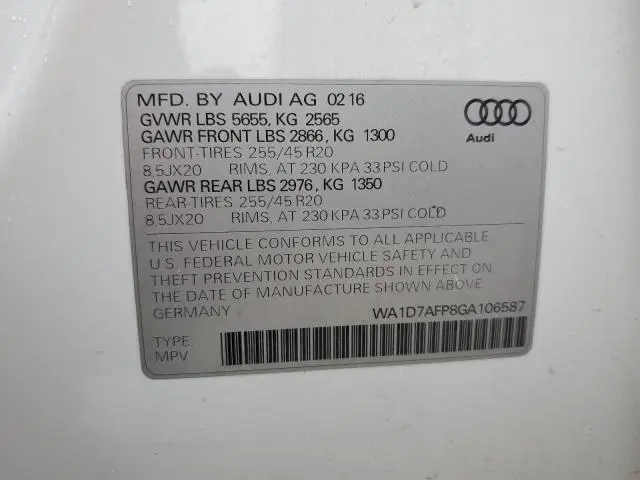 MFD. BY AUDI AG 02 16
GVWR LBS 5655, KG 2565
GAWR FRONT LBS 2866, KG 1300
FRONT-TIRES 255/45 R20
8,5JX20 RIMS, AT 230 KPA 33 PSI COLD
GAWR REAR LBS 2976, KG 1350
REAR-TIRES 255/45 R20
8,5JX20 RIMS, AT 230 KPA 33 PSI COLD
Audi
THIS VEHICLE CONFORMS TO ALL APPLICABLE
U.S. FEDERAL MOTOR VEHICLE SAFETY AND
THEFT PREVENTION STANDARDS IN EFFECT ON
THE DATE OF MANUFACTURE SHOWN ABOVE.
GERMANY
WA1D7AFP8GA106587
TYPE:
MPV